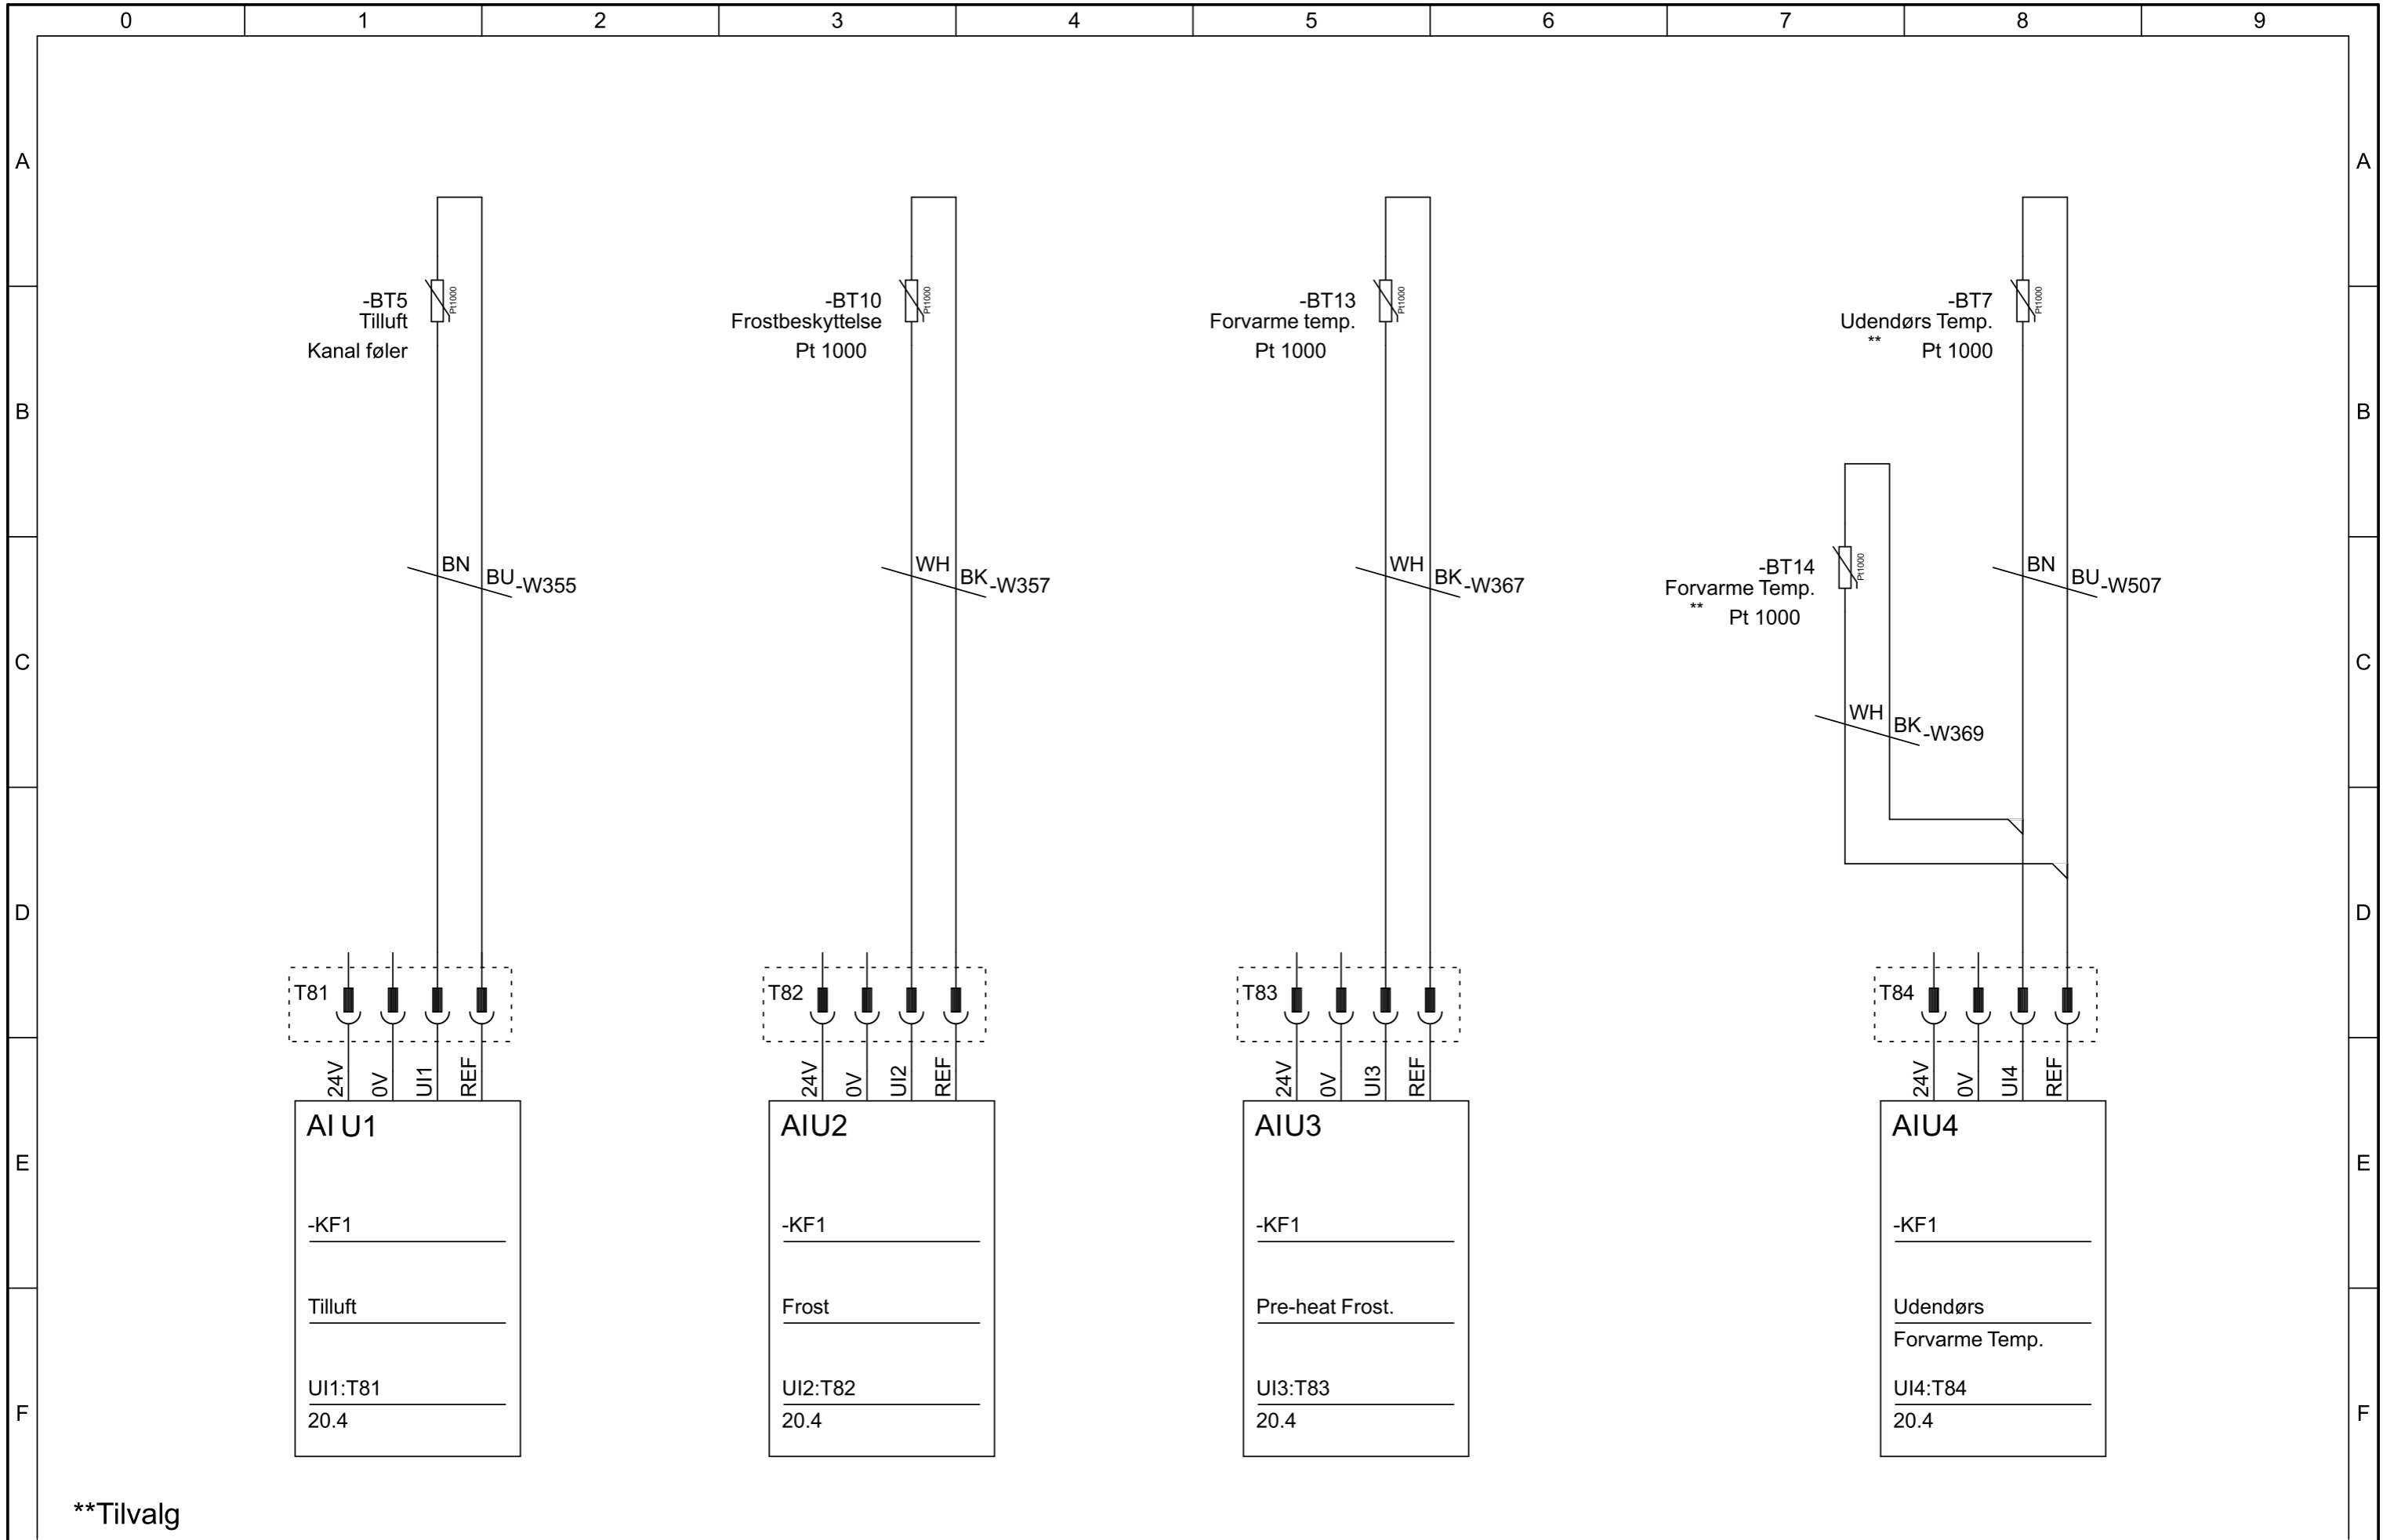 0 1 2 3 4 5 6 7 8 9
A A
-BT5
Tilluft
Kanal føler
Pt1000
-BT10
Frostbeskyttelse
Pt 1000
Pt1000
-BT13
Forvarme temp.
Pt 1000
Pt1000
-BT7
Udendørs Temp.
** Pt 1000
Pt1000
B B
BN BU -W355
WH BK -W357
WH BK -W367
-BT14
Forvarme Temp.
** Pt 1000
Pt1000
BN BU -W507
C C
WH BK -W369
D D
T81
T82
T83
T84
24V 0V UI1 REF
24V 0V UI2 REF
24V 0V UI3 REF
24V 0V UI4 REF
E E
AI U1
-KF1
Tilluft
UI1:T81
20.4
AIU2
-KF1
Frost
UI2:T82
20.4
AIU3
-KF1
Pre-heat Frost.
UI3:T83
20.4
AIU4
-KF1
Udendørs
Forvarme Temp.
UI4:T84
20.4
F F
**Tilvalg